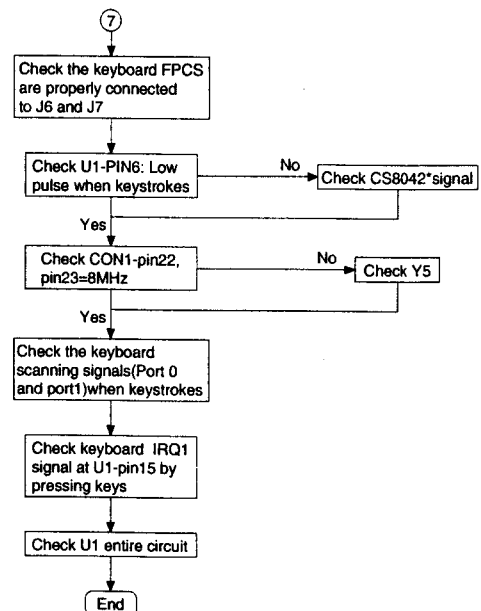 7
Check the keyboard FPCS
are properly connected
to J6 and J7
Check U1-PIN6: Low
pulse when keystrokes
No
Check CS8042*signal
Yes
Check CON1-pin22,
pin23=8MHz
No
Check Y5
Yes
Check the keyboard
scanning signals(Port 0
and port1)when keystrokes
Check keyboard IRQ1
signal at U1-pin15 by
pressing keys
Check U1 entire circuit
End